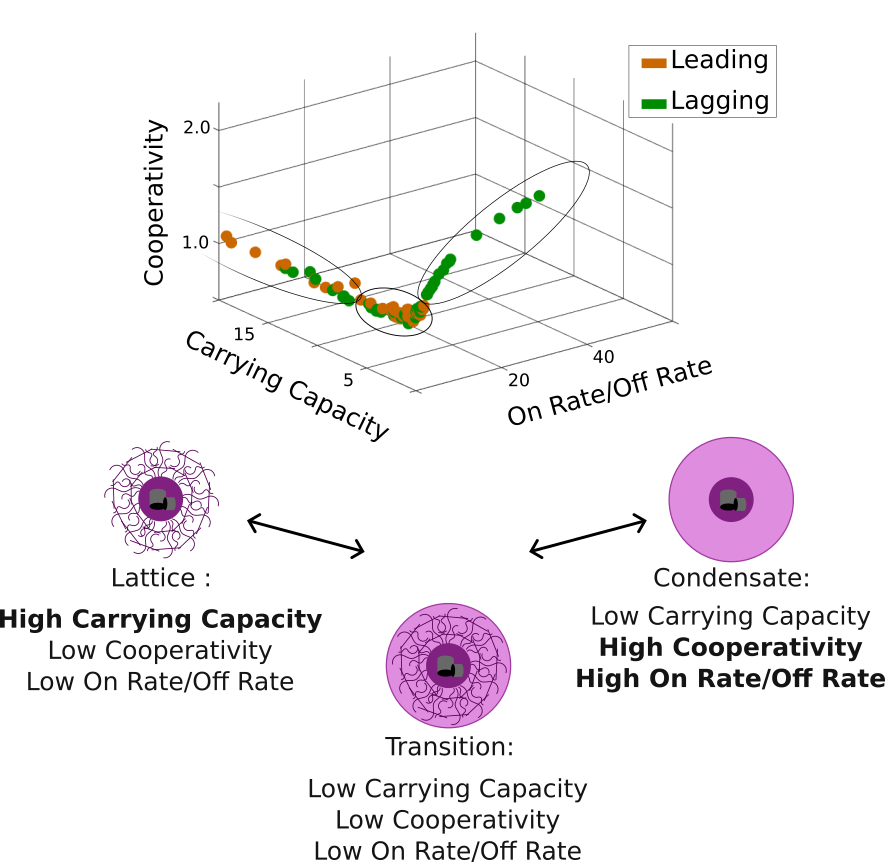 Leading
Lagging
Cooperativity
2.0
1.0
15
5
Carrying Capacity
20
40
On Rate/Off Rate
Lattice :
High Carrying Capacity
Low Cooperativity
Low On Rate/Off Rate
Condensate:
Low Carrying Capacity
High Cooperativity
High On Rate/Off Rate
Transition:
Low Carrying Capacity
Low Cooperativity
Low On Rate/Off Rate